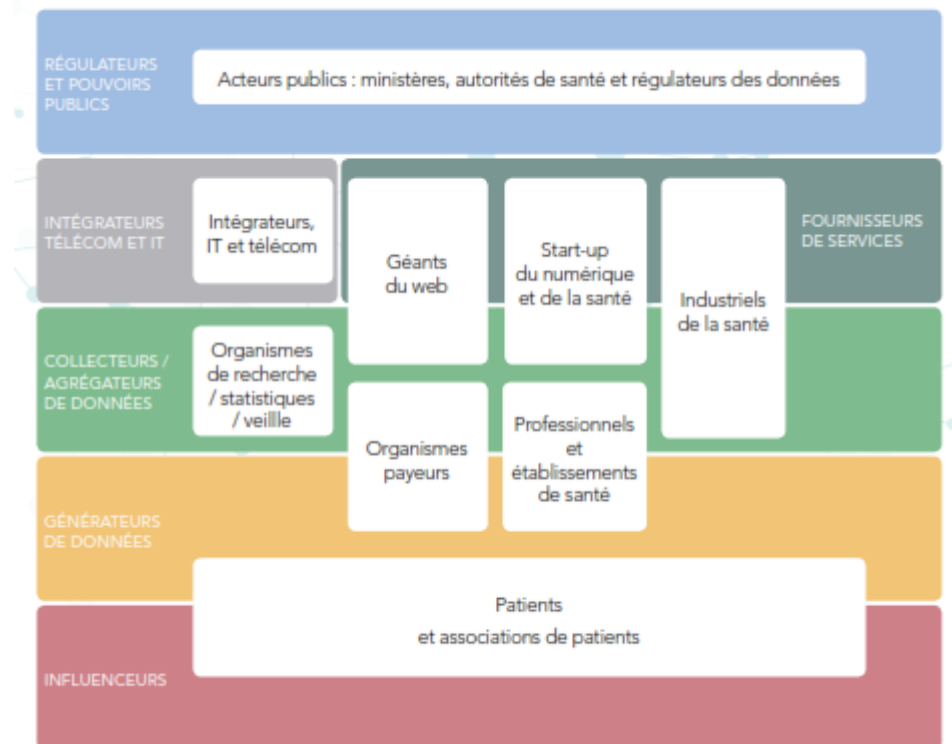 RÉGULATEURS
ET POUVOIRS
PUBLICS
Acteurs publics : ministères, autorités de santé et régulateurs des données
INTÉGRATEURS
TÉLÉCOM ET IT
Intégrateurs,
IT et télécom
Géants
du web
Start-up
du numérique
et de la santé
Industriels
de la santé
FOURNISSEURS
DE SERVICES
COLLECTEURS /
AGRÉGATEURS
DE DONNÉES
Organismes
de recherche
/ statistiques
/ veillle
Organismes
payeurs
Professionnels
et
établissements
de santé
GÉNÉRATEURS
DE DONNÉES
Patients
et associations de patients
INFLUENCEURS